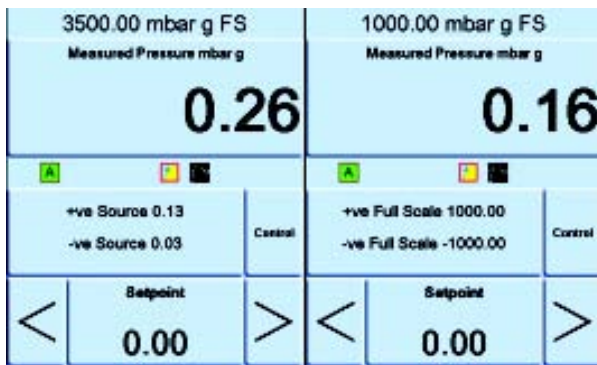 3500.00 mbar g FS
Measured Pressure mbar g
0.26
A
+ve Source 0.13
-ve Source 0.03
Control
<
Setpoint
0.00
>
1000.00 mbar g FS
Measured Pressure mbar g
0.16
A
+ve Full Scale 1000.00
-ve Full Scale -1000.00
Control
<
Setpoint
0.00
>